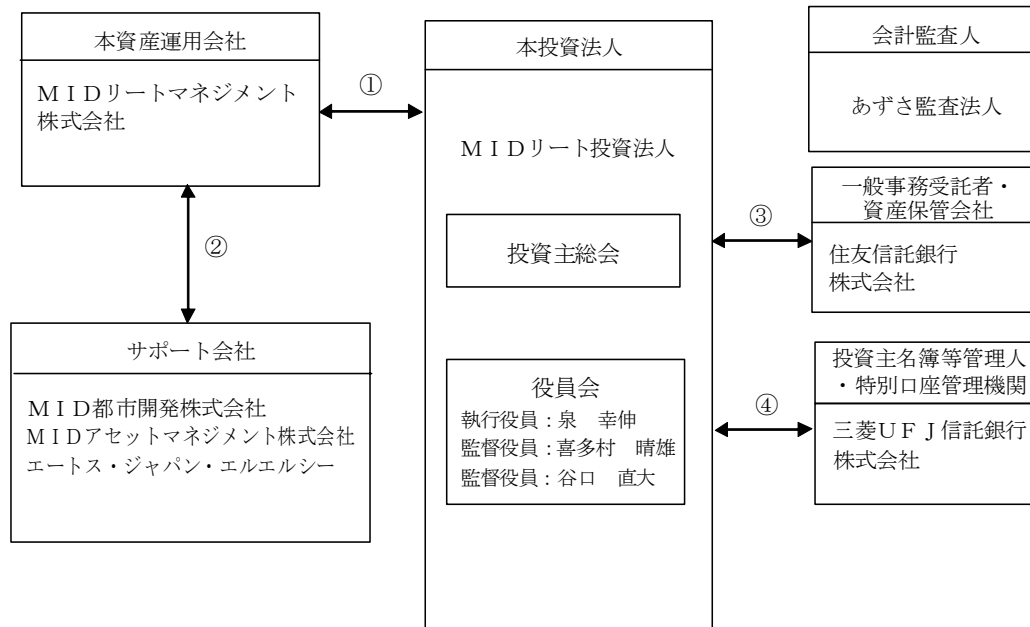 本資産運用会社
ＭＩＤリートマネジメント
株式会社
①
②
サポート会社
ＭＩＤ都市開発株式会社
ＭＩＤアセットマネジメント株式会社
エートス・ジャパン・エルエルシー
本投資法人
ＭＩＤリート投資法人
投資主総会
役員会
執行役員：泉　幸伸
監督役員：喜多村　晴雄
監督役員：谷口　直大
会計監査人
あずさ監査法人
③
一般事務受託者・
資産保管会社
住友信託銀行
株式会社
④
投資主名簿等管理人
・特別口座管理機関
三菱ＵＦＪ信託銀行
株式会社